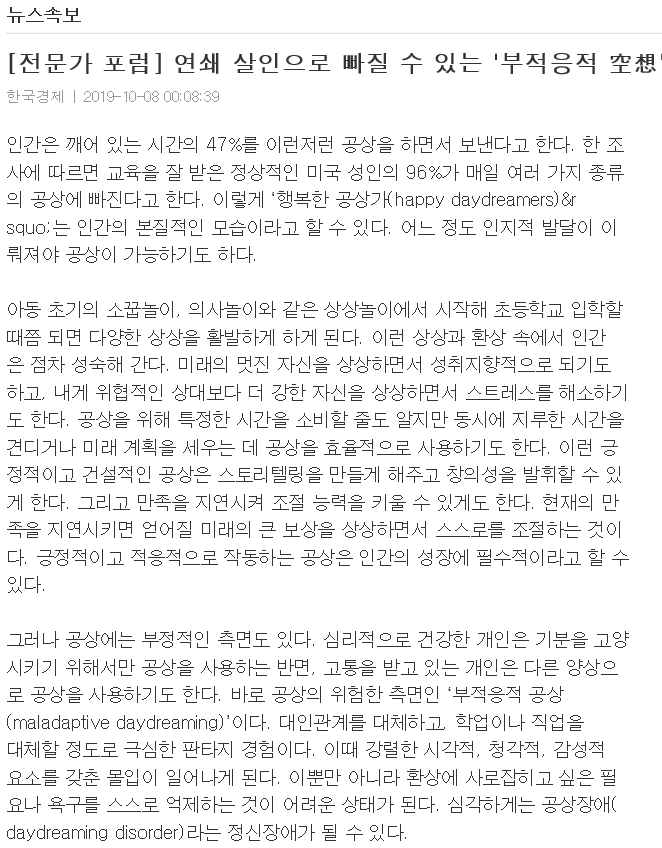 뉴스속보
[전문가 포럼] 연쇄 살인으로 빠질 수 있는 '부적응적 空想'
한국경제 | 2019-10-08 00:08:39
인간은 깨어 있는 시간의 47%를 이런저런 공상을 하면서 보낸다고 한다. 한 조
사에 따르면 교육을 잘 받은 정상적인 미국 성인의 96%가 매일 여러 가지 종류
의 공상에 빠진다고 한다. 이렇게 ‘행복한 공상가(happy daydreamers)&r
squo;는 인간의 본질적인 모습이라고 할 수 있다. 어느 정도 인지적 발달이 이
뤄져야 공상이 가능하기도 하다.
아동 초기의 소꿉놀이, 의사놀이와 같은 상상놀이에서 시작해 초등학교 입학할
때쯤 되면 다양한 상상을 활발하게 하게 된다. 이런 상상과 환상 속에서 인간
은 점차 성숙해 간다. 미래의 멋진 자신을 상상하면서 성취지향적으로 되기도
하고, 내게 위협적인 상대보다 더 강한 자신을 상상하면서 스트레스를 해소하기
도 한다. 공상을 위해 특정한 시간을 소비할 줄도 알지만 동시에 지루한 시간을
견디거나 미래 계획을 세우는 데 공상을 효율적으로 사용하기도 한다. 이런 긍
정적이고 건설적인 공상은 스토리텔링을 만들게 해주고 창의성을 발휘할 수 있
게 한다. 그리고 만족을 지연시켜 조절 능력을 키울 수 있게도 한다. 현재의 만
족을 지연시키면 얻어질 미래의 큰 보상을 상상하면서 스스로를 조절하는 것이
다. 긍정적이고 적응적으로 작동하는 공상은 인간의 성장에 필수적이라고 할 수
있다.
그러나 공상에는 부정적인 측면도 있다. 심리적으로 건강한 개인은 기분을 고양
시키기 위해서만 공상을 사용하는 반면, 고통을 받고 있는 개인은 다른 양상으
로 공상을 사용하기도 한다. 바로 공상의 위험한 측면인 ‘부적응적 공상
(maladaptive daydreaming)’이다. 대인관계를 대체하고, 학업이나 직업을
대체할 정도로 극심한 판타지 경험이다. 이때 강렬한 시각적, 청각적, 감성적
요소를 갖춘 몰입이 일어나게 된다. 이뿐만 아니라 환상에 사로잡히고 싶은 필
요나 욕구를 스스로 억제하는 것이 어려운 상태가 된다. 심각하게는 공상장애(
daydreaming disorder)라는 정신장애가 될 수 있다.